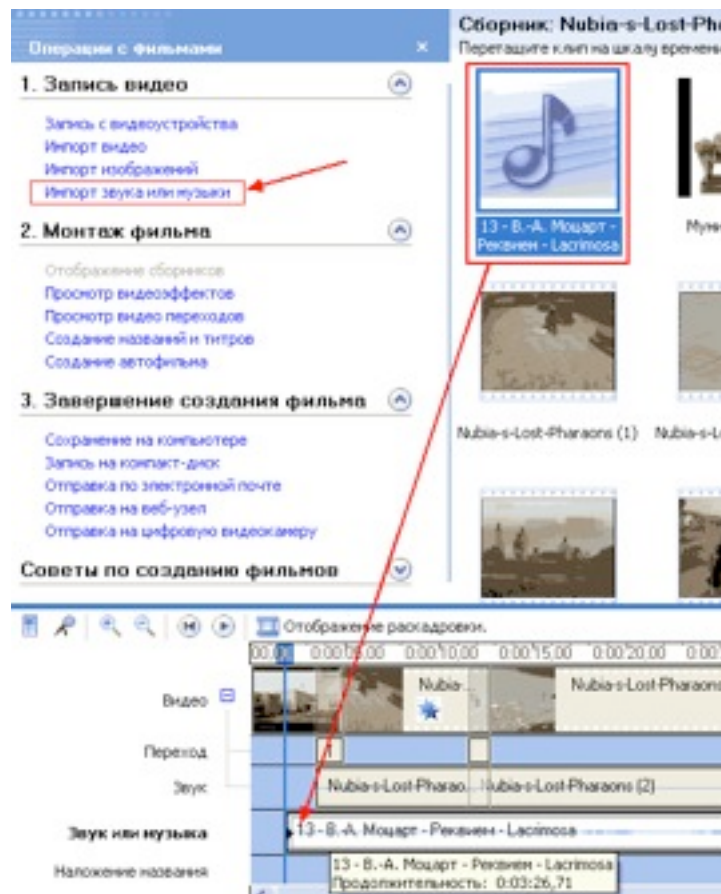 Операции с фильмами
Сборник: Nubia-s-Lost-Pha
Перетащите клип на шкалу времени
1. Запись видео
Запись с видеоустройства
Импорт видео
Импорт изображений
Импорт звука или музыки
2. Монтаж фильма
Отображение сборников
Просмотр видеоэффектов
Просмотр видео переходов
Создание названий и титров
Создание автофильма
3. Завершение создания фильма
Сохранение на компьютере
Запись на компакт-диск
Отправка по электронной почте
Отправка на веб-узел
Отправка на цифровую видеокамеру
Советы по созданию фильмов
13 - В.-А. Моцарт -
Реквием - Lacrimosa
Nubia-s-Lost-Pharaons (1)
Nubia-s-L
Отображение раскадровки.
0:00:10,00 0:00:15,00 0:00:20,00 0:00:
Видео
Nubia-...
Nubia-s-Lost-Pharaons
Переход
Звук
Nubia-s-Lost-Pharao...
Nubia-s-Lost-Pharaons (2)
Звук или музыка
13 - В.-А. Моцарт - Реквием - Lacrimosa
Наложение названия
13 - В.-А. Моцарт - Реквием - Lacrimosa
Продолжительность: 0:03:26,71